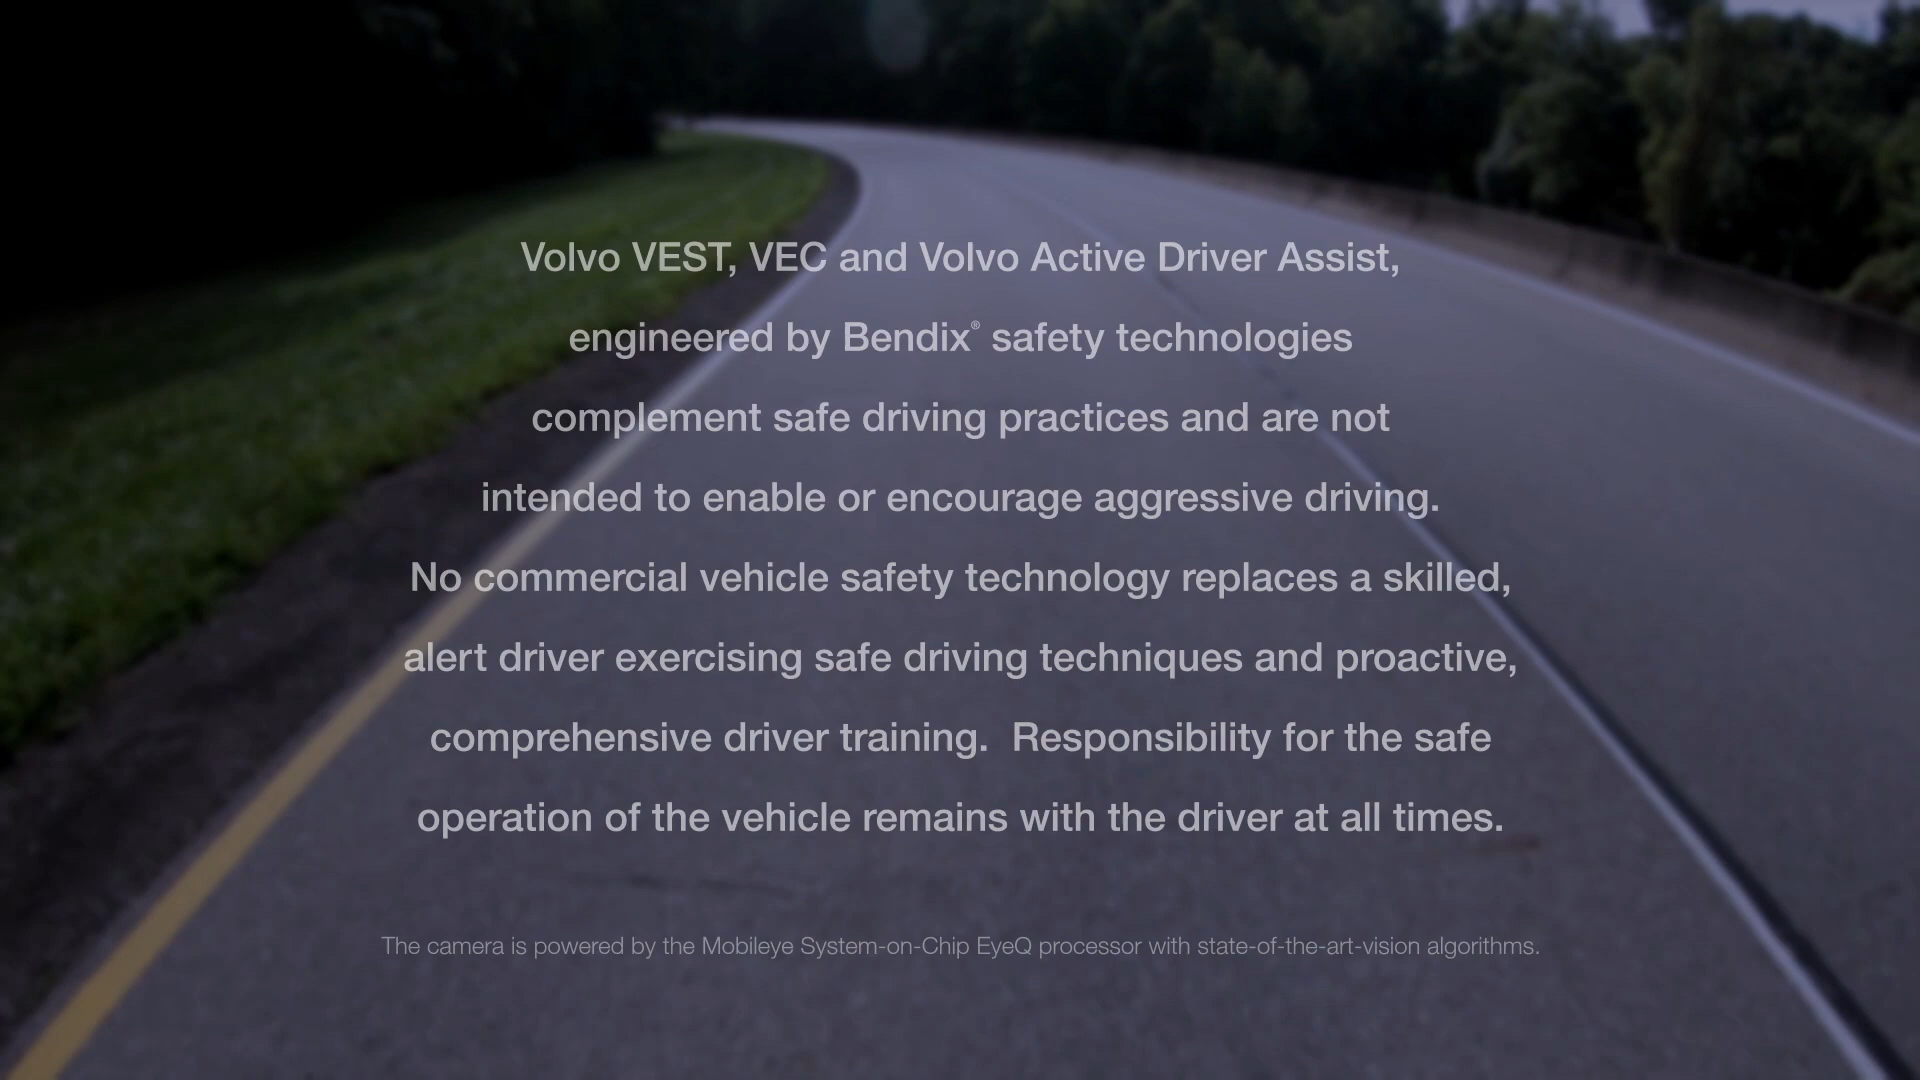 Volvo VEST, VEC and Volvo Active Driver Assist,
engineered by Bendix® safety technologies
complement safe driving practices and are not
intended to enable or encourage aggressive driving.
No commercial vehicle safety technology replaces a skilled,
alert driver exercising safe driving techniques and proactive,
comprehensive driver training.  Responsibility for the safe
operation of the vehicle remains with the driver at all times.
The camera is powered by the Mobileye System-on-Chip EyeQ processor with state-of-the-art-vision algorithms.